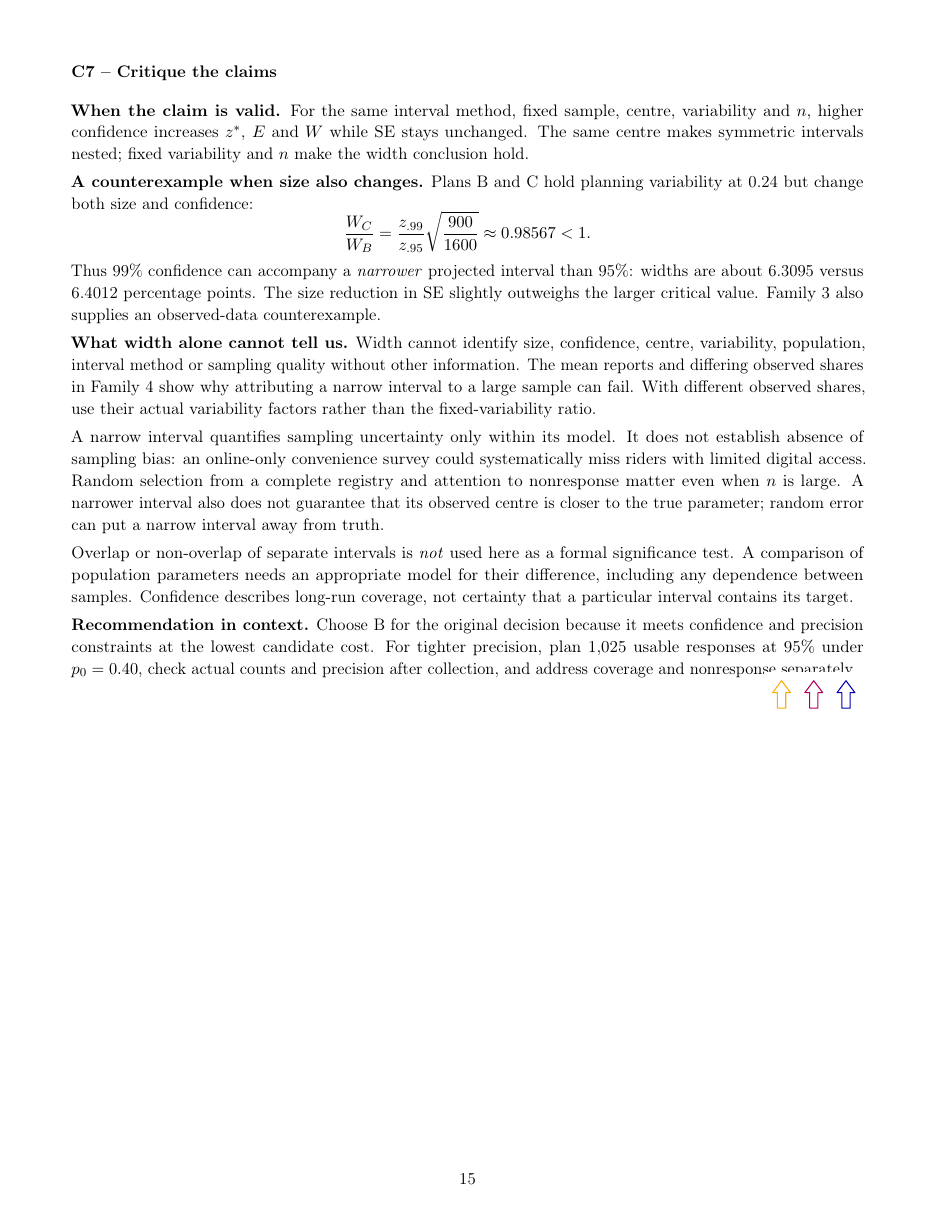 C7 – Critique the claims
When the claim is valid. For the same interval method, fixed sample, centre, variability and n, higher
confidence increases z*, E and W while SE stays unchanged. The same centre makes symmetric intervals
nested; fixed variability and n make the width conclusion hold.
A counterexample when size also changes. Plans B and C hold planning variability at 0.24 but change
both size and confidence:
W_C/W_B = z.99/z.95 √(900/1600) ≈ 0.98567 < 1.
Thus 99% confidence can accompany a narrower projected interval than 95%: widths are about 6.3095 versus
6.4012 percentage points. The size reduction in SE slightly outweighs the larger critical value. Family 3 also
supplies an observed-data counterexample.
What width alone cannot tell us. Width cannot identify size, confidence, centre, variability, population,
interval method or sampling quality without other information. The mean reports and differing observed shares
in Family 4 show why attributing a narrow interval to a large sample can fail. With different observed shares,
use their actual variability factors rather than the fixed-variability ratio.
A narrow interval quantifies sampling uncertainty only within its model. It does not establish absence of
sampling bias: an online-only convenience survey could systematically miss riders with limited digital access.
Random selection from a complete registry and attention to nonresponse matter even when n is large. A
narrower interval also does not guarantee that its observed centre is closer to the true parameter; random error
can put a narrow interval away from truth.
Overlap or non-overlap of separate intervals is not used here as a formal significance test. A comparison of
population parameters needs an appropriate model for their difference, including any dependence between
samples. Confidence describes long-run coverage, not certainty that a particular interval contains its target.
Recommendation in context. Choose B for the original decision because it meets confidence and precision
constraints at the lowest candidate cost. For tighter precision, plan 1,025 usable responses at 95% under
p₀ = 0.40, check actual counts and precision after collection, and address coverage and nonresponse separately.
15